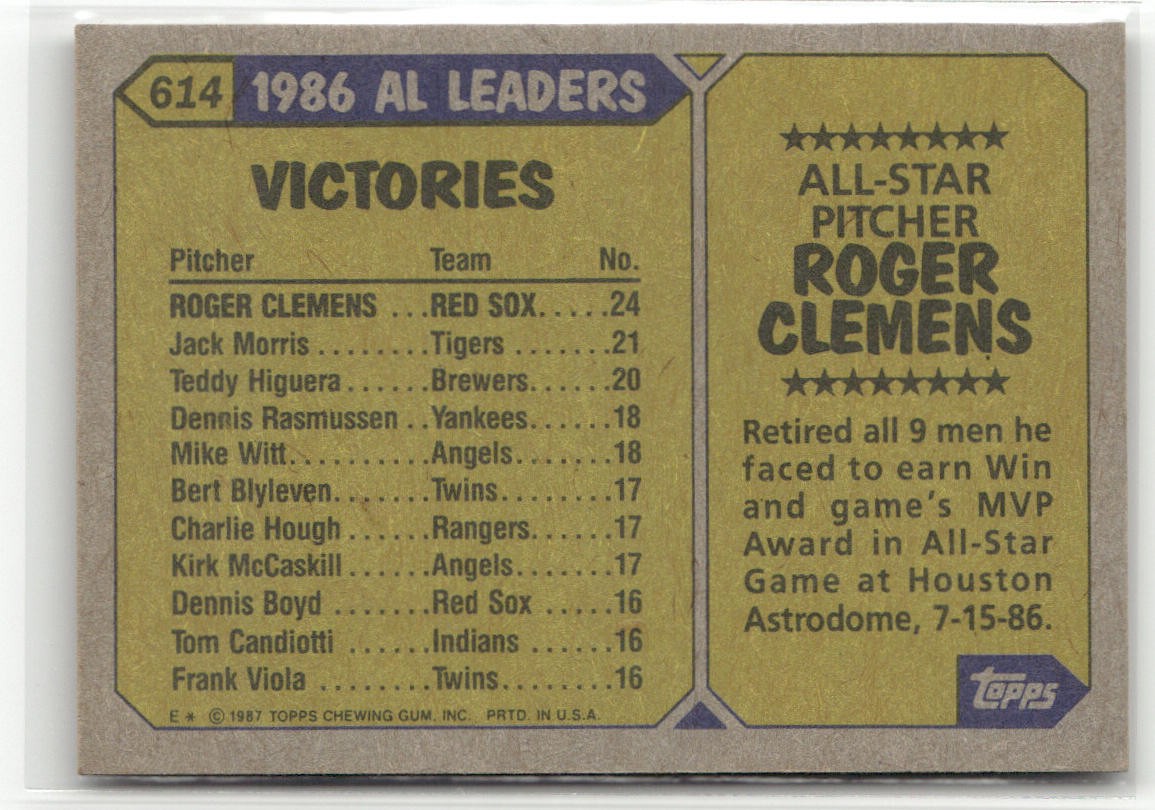 614 1986 AL LEADERS
VICTORIES
Pitcher Team No.
ROGER CLEMENS ...RED SOX.....24
Jack Morris ........Tigers .......21
Teddy Higuera......Brewers......20
Dennis Rasmussen ..Yankees......18
Mike Witt..........Angels.......18
Bert Blyleven.......Twins........17
Charlie Hough ......Rangers......17
Kirk McCaskill ......Angels.......17
Dennis Boyd .......Red Sox .....16
Tom Candiotti ......Indians ......16
Frank Viola ........Twins........16
E * © 1987 TOPPS CHEWING GUM, INC. PRTD. IN U.S.A.
★★★★★★★★
ALL-STAR
PITCHER
ROGER
CLEMENS
★★★★★★★★
Retired all 9 men he
faced to earn Win
and game's MVP
Award in All-Star
Game at Houston
Astrodome, 7-15-86.
topps